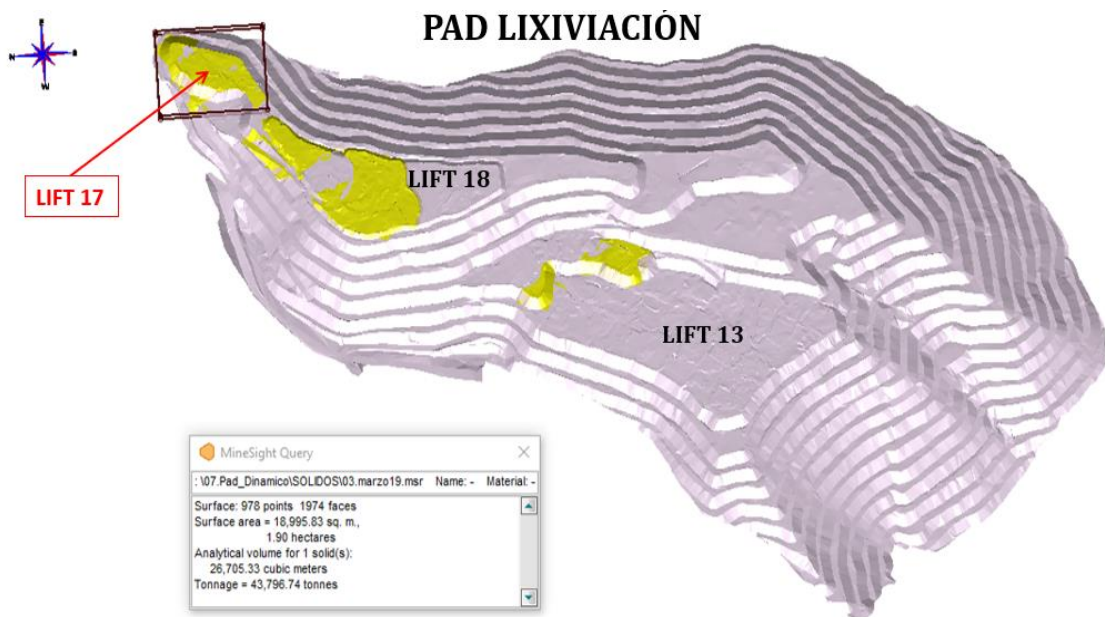 PAD LIXIVIACIÓN
E
N
S
W
LIFT 17
LIFT 18
LIFT 13
MineSight Query
: \07.Pad_Dinamico\SOLIDOS\03.marzo19.msr Name: - Material: -
Surface: 978 points 1974 faces
Surface area = 18,995.83 sq. m.,
1.90 hectares
Analytical volume for 1 solid(s):
26,705.33 cubic meters
Tonnage = 43,796.74 tonnes